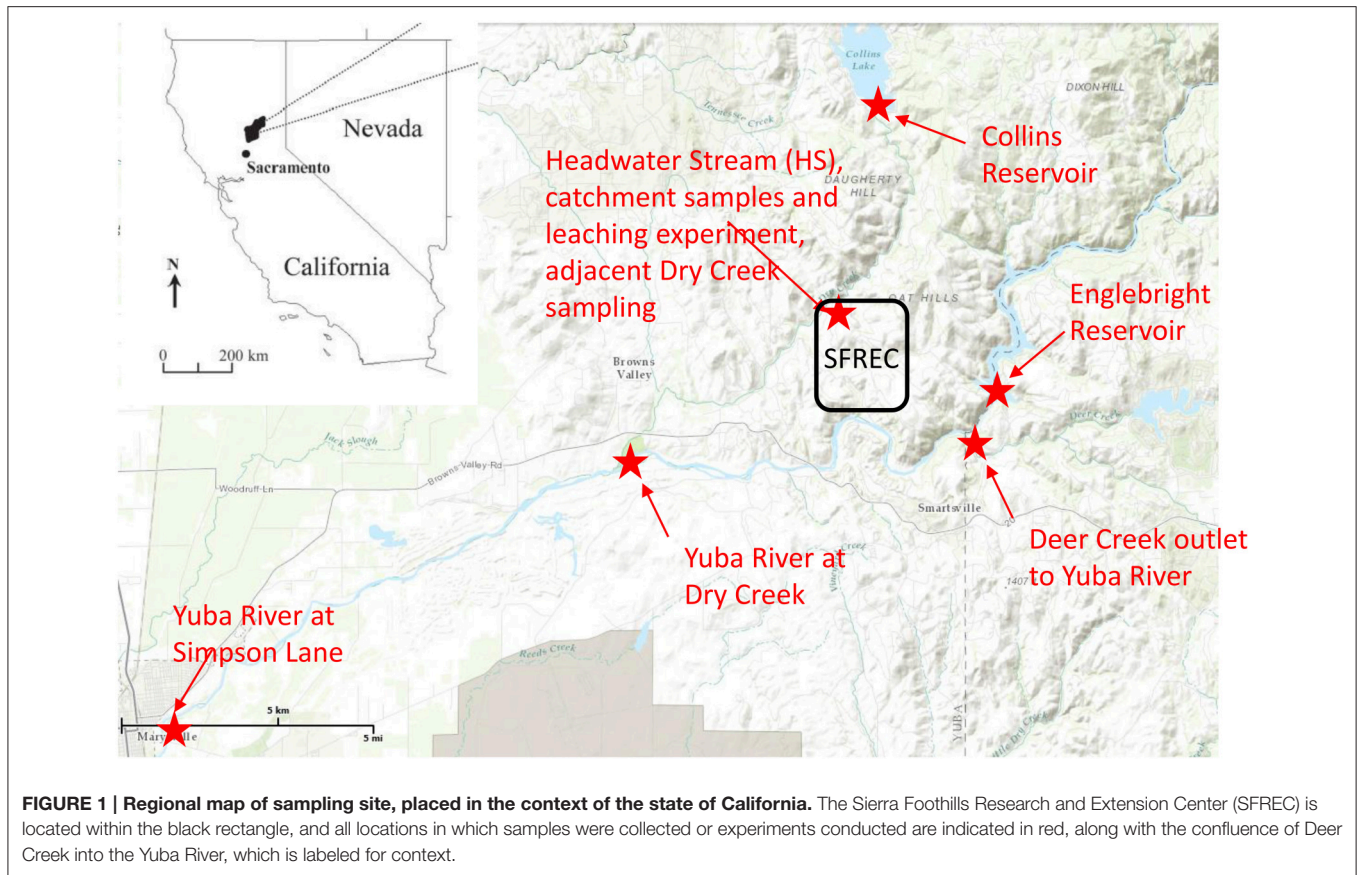 Nevada
Sacramento
N
California
0 200 km
Collins
Lake
DIXON HILL
Tennessee
Creek
Collins
Reservoir
Headwater Stream (HS),
catchment samples and
leaching experiment,
adjacent Dry Creek
sampling
DAUGHERTY
HILL
OAT HILLS
SFREC
Englebright
Reservoir
Browns
Valley
Deer Creek
Jack Slough
Browns-Valley-Rd
Woodruff-Ln
Smartsville
20
Deer Creek outlet
to Yuba River
1407
Yuba River at
Dry Creek
Yuba River at
Simpson Lane
Reeds Creek
5 km
5 mi
YUBA
FIGURE 1 | Regional map of sampling site, placed in the context of the state of California. The Sierra Foothills Research and Extension Center (SFREC) is
located within the black rectangle, and all locations in which samples were collected or experiments conducted are indicated in red, along with the confluence of Deer
Creek into the Yuba River, which is labeled for context.